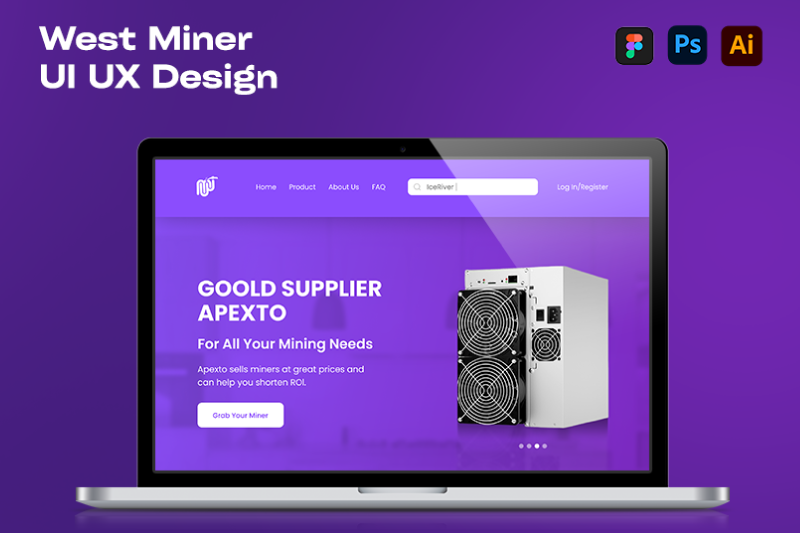 West Miner
UI UX Design
Ps
Ai
Home Product About Us FAQ
IceRiver
Log In/Register
GOOLD SUPPLIER
APEXTO
For All Your Mining Needs
Apexto sells miners at great prices and
can help you shorten ROI.
Grab Your Miner